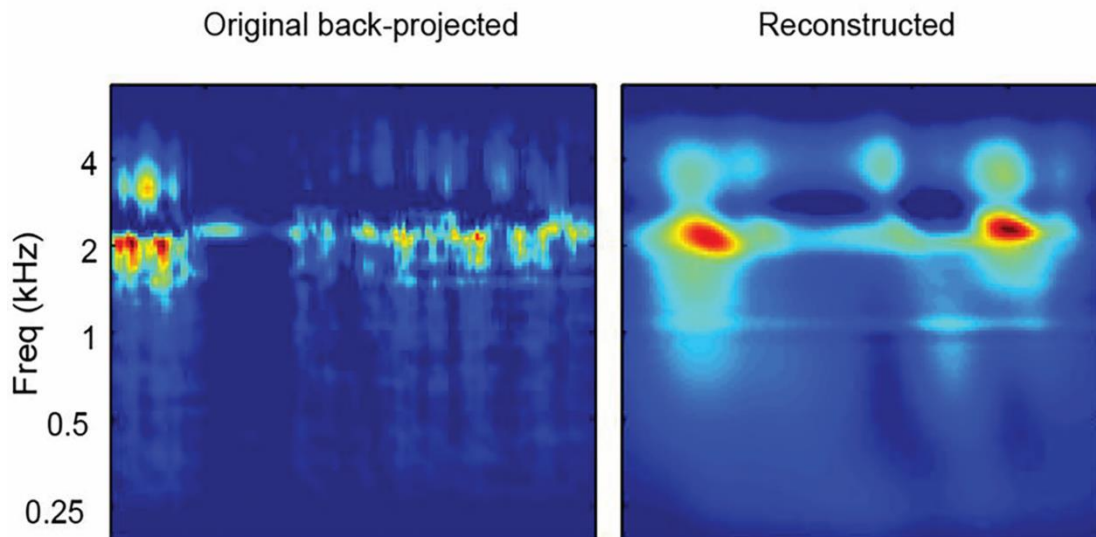 Original back-projected
Reconstructed
4
2
1
0.5
0.25
Freq (kHz)